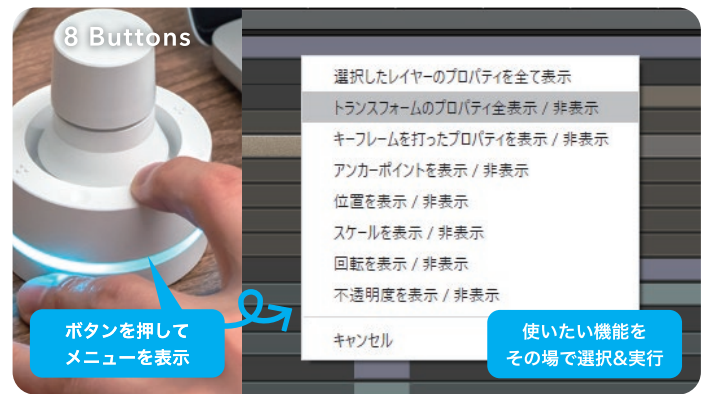 8 Buttons
ボタンを押して
メニューを表示
選択したレイヤーのプロパティを全て表示
トランスフォームのプロパティ全表示 / 非表示
キーフレームを打ったプロパティを表示 / 非表示
アンカーポイントを表示 / 非表示
位置を表示 / 非表示
スケールを表示 / 非表示
回転を表示 / 非表示
不透明度を表示 / 非表示
キャンセル
使いたい機能を
その場で選択&実行